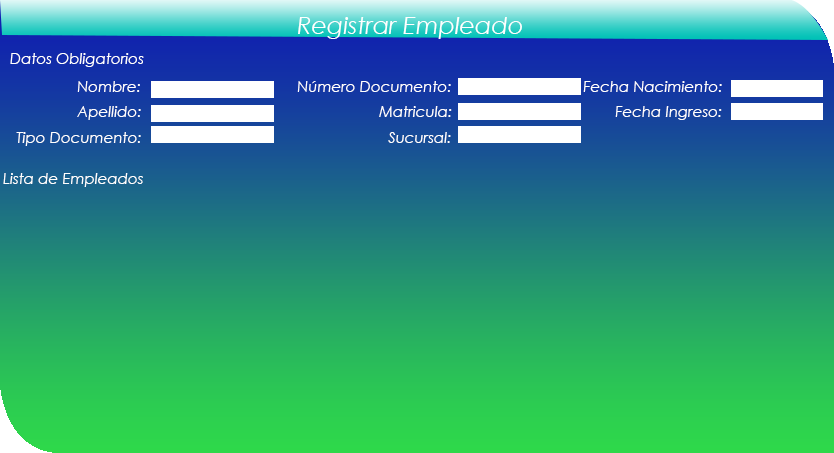 Registrar Empleado
Datos Obligatorios
Nombre: Número Documento: Fecha Nacimiento:
Apellido: Matricula: Fecha Ingreso:
Tipo Documento: Sucursal:
Lista de Empleados